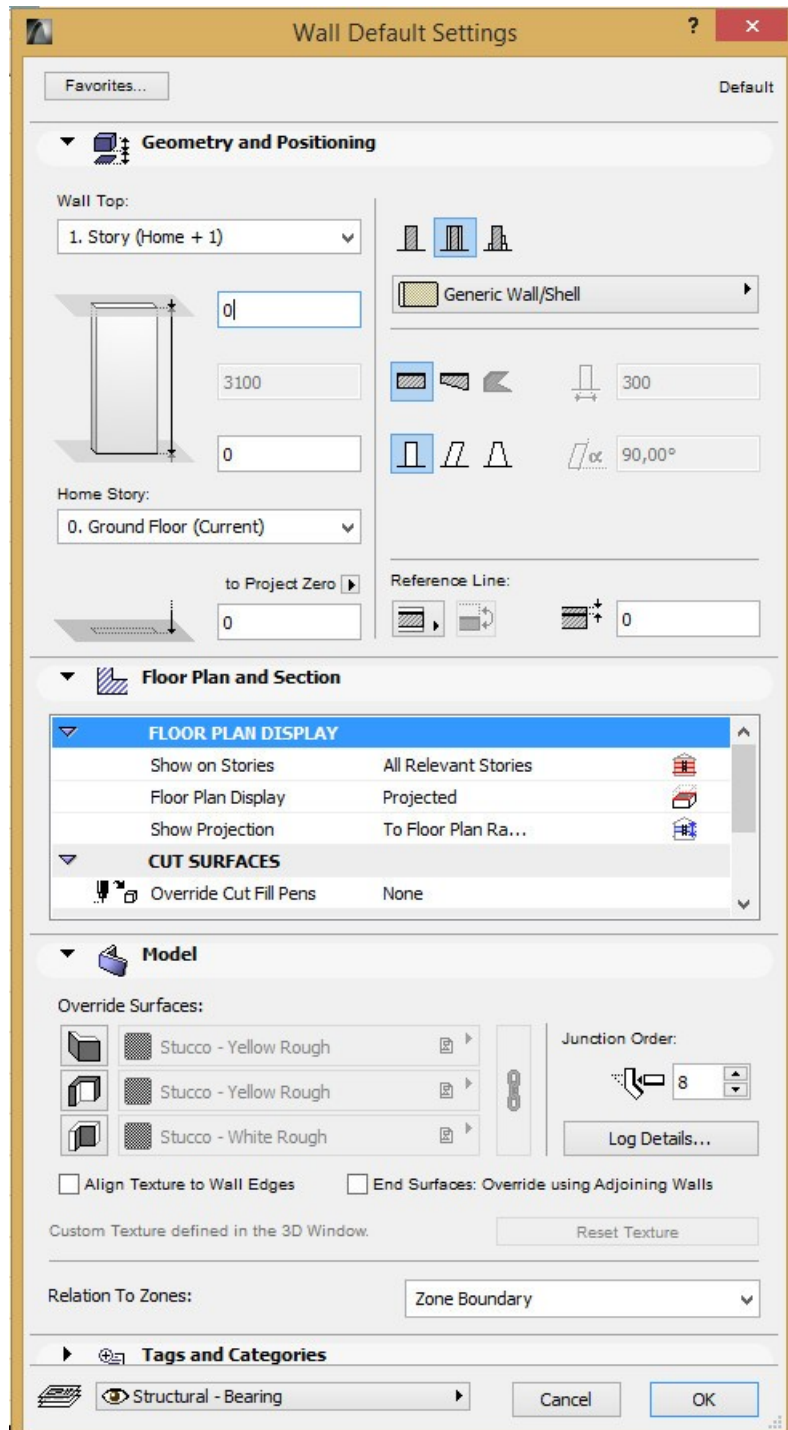 Wall Default Settings ? ×
Favorites... Default
Geometry and Positioning
Wall Top:
1. Story (Home + 1)
Generic Wall/Shell
0
3100 300
0 90,00°
α
Home Story:
0. Ground Floor (Current)
to Project Zero Reference Line:
0 0
Floor Plan and Section
FLOOR PLAN DISPLAY
Show on Stories All Relevant Stories
Floor Plan Display Projected
Show Projection To Floor Plan Ra...
CUT SURFACES
Override Cut Fill Pens None
Model
Override Surfaces:
Junction Order:
Stucco - Yellow Rough
Stucco - Yellow Rough 8
Stucco - White Rough Log Details...
Align Texture to Wall Edges End Surfaces: Override using Adjoining Walls
Custom Texture defined in the 3D Window. Reset Texture
Relation To Zones: Zone Boundary
Tags and Categories
Structural - Bearing Cancel OK